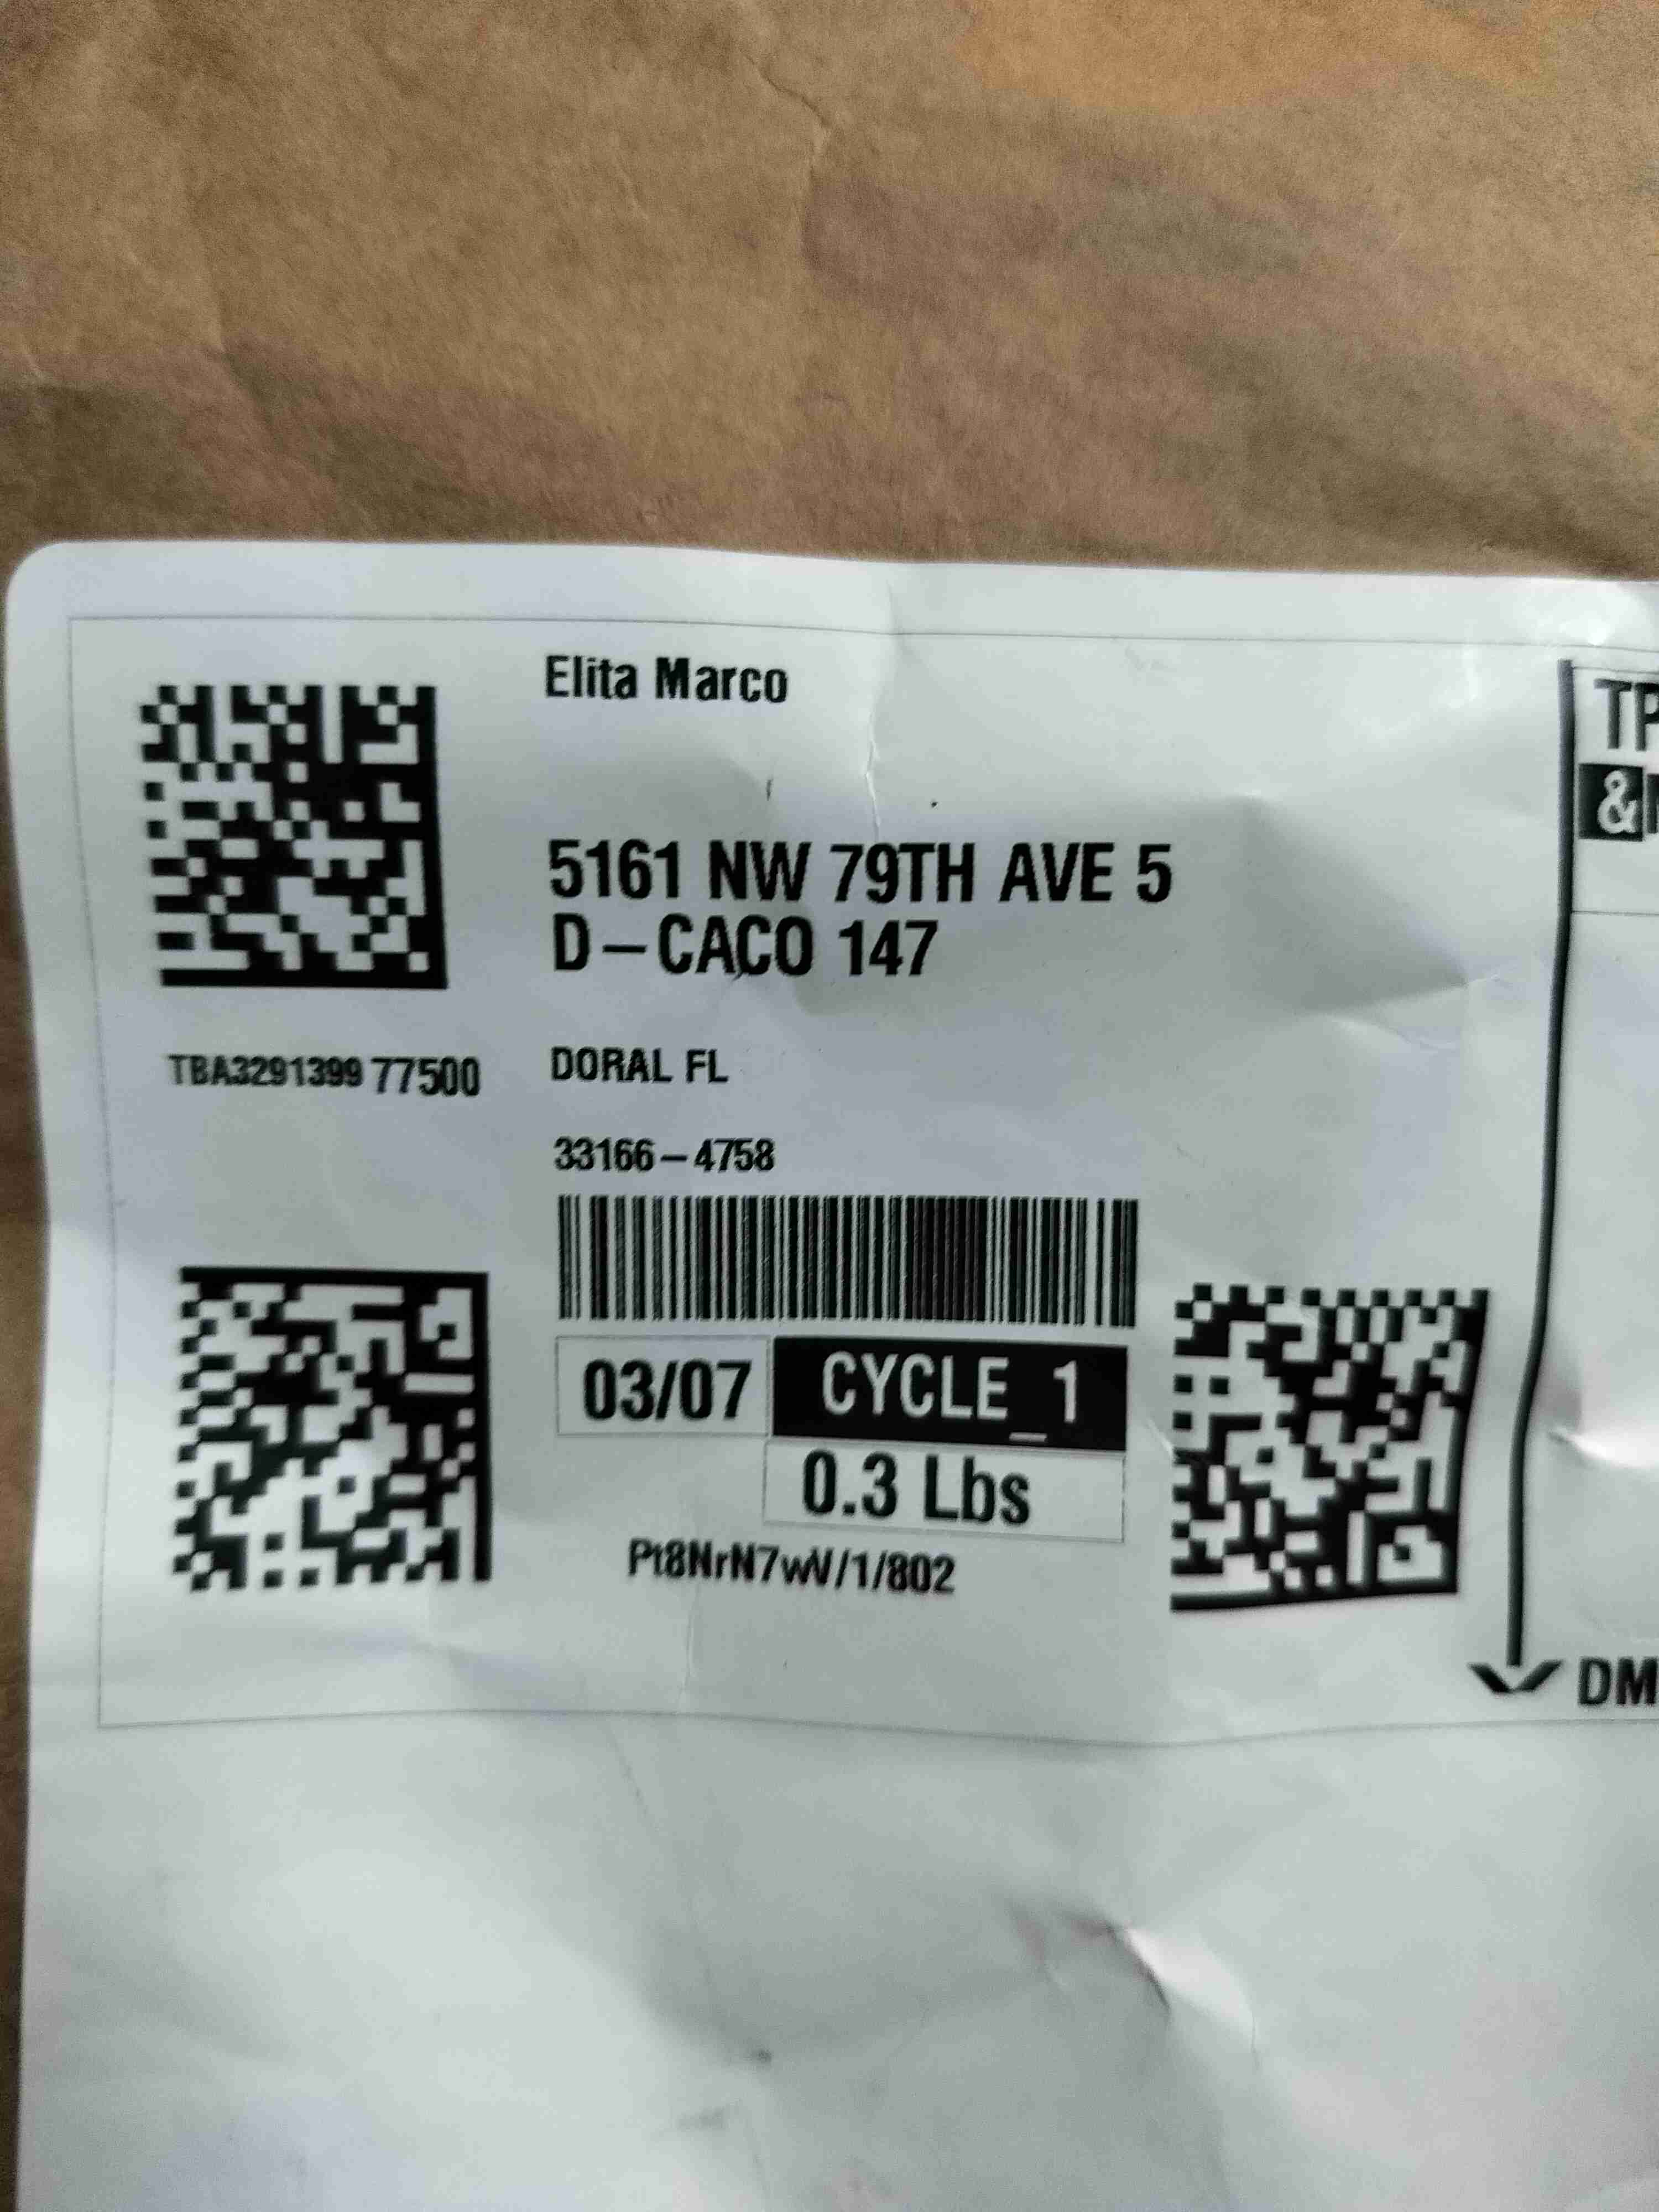 Elita Marco
TP
&
5161 NW 79TH AVE 5
D-CACO 147
TBA3291399 77500
DORAL FL
33166-4758
03/07 CYCLE_1
0.3 Lbs
Pt8NrN7wV/1/802
DM